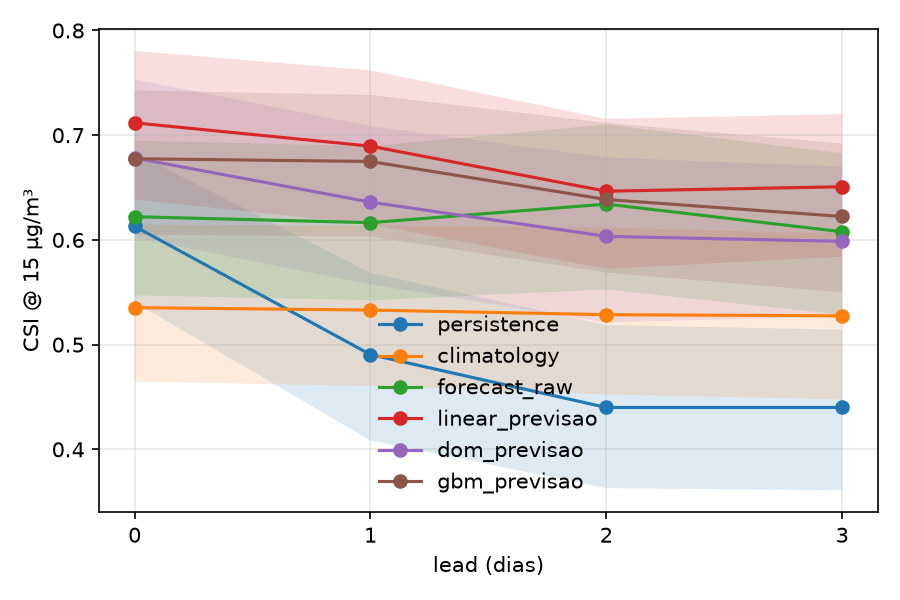 0.8
0.7
0.6
0.5
0.4
CSI @ 15 µg/m³
persistence
climatology
forecast_raw
linear_previsao
dom_previsao
gbm_previsao
0 1 2 3
lead (dias)